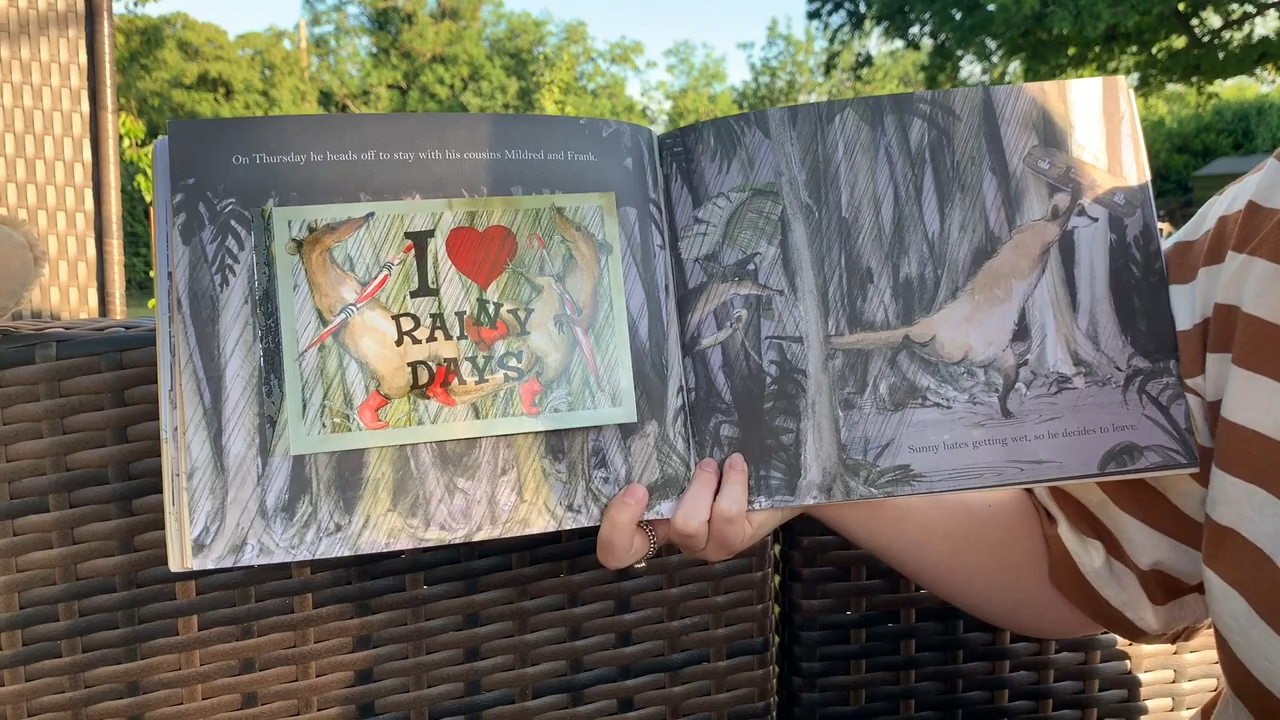 On Thursday he heads off to stay with his cousins Mildred and Frank.
I
RAINY
DAYS
Sunny hates getting wet, so he decides to leave.